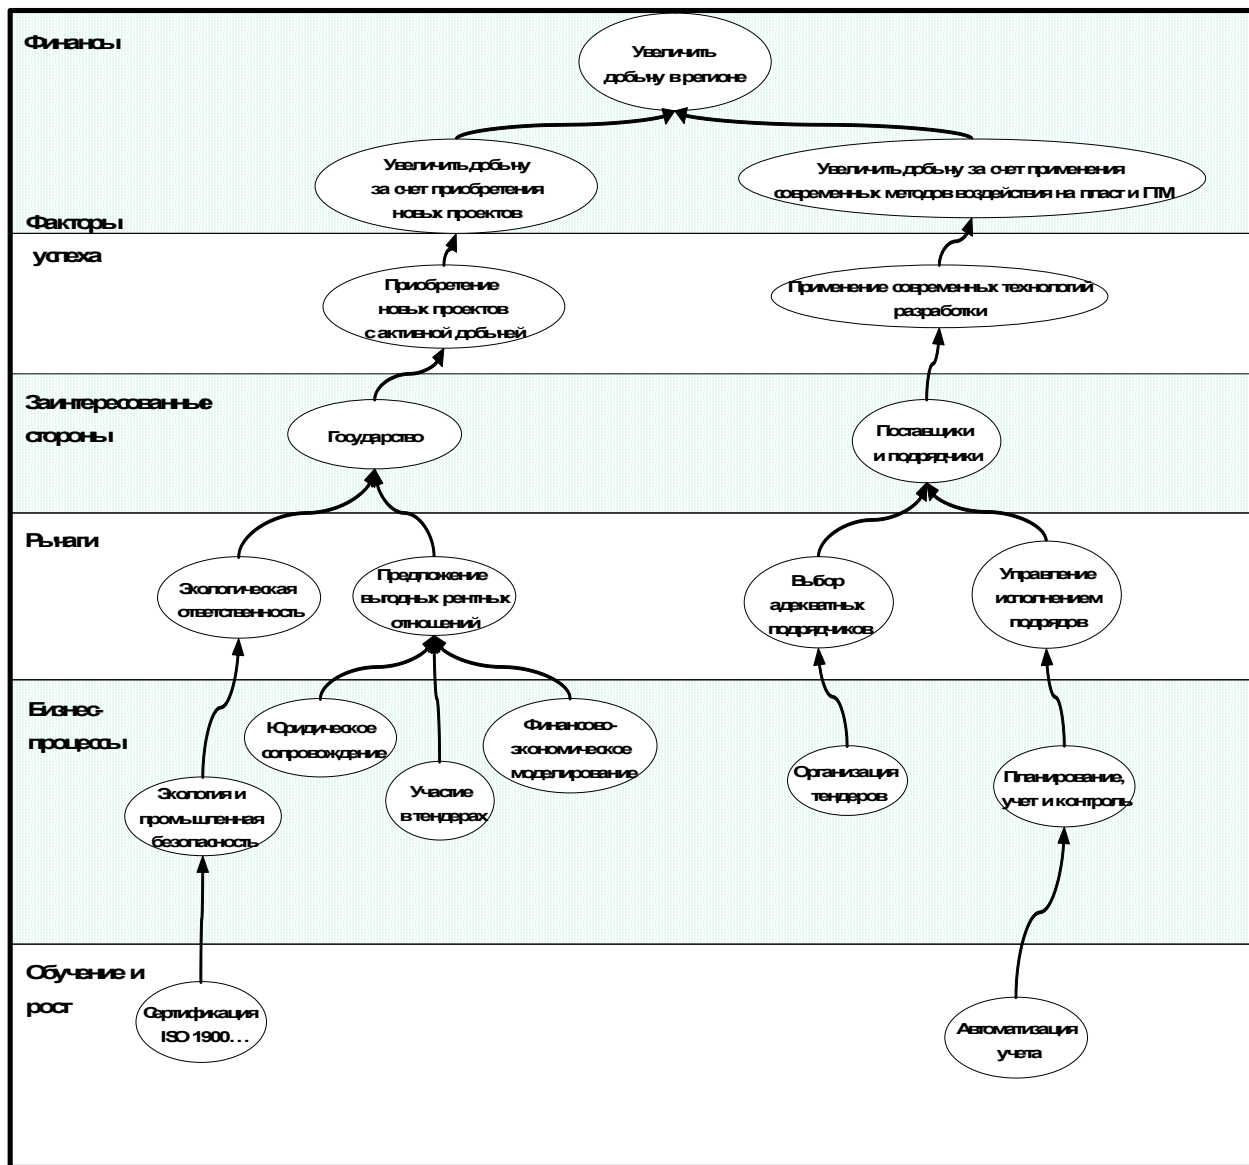 Финансы
Увеличить
добычу в регионе
Увеличить добычу
за счет приобретения
новых проектов
Увеличить добычу за счет применения
современных методов воздействия на пласт и ГТМ
Факторы
успеха
Приобретение
новых проектов
с активной добычей
Применение современных технологий
разработки
Заинтересованные
стороны
Государство
Поставщики
и подрядчики
Рычаги
Экологическая
ответственность
Предложение
выгодных рентных
отношений
Выбор
адекватных
подрядчиков
Управление
исполнением
подрядов
Бизнес-
процессы
Юридическое
сопровождение
Финансово-
экономическое
моделирование
Экология и
промышленная
безопасность
Участие
в тендерах
Организация
тендеров
Планирование,
учет и контроль
Обучение и
рост
Сертификация
ISO 1900…
Автоматизация
учета